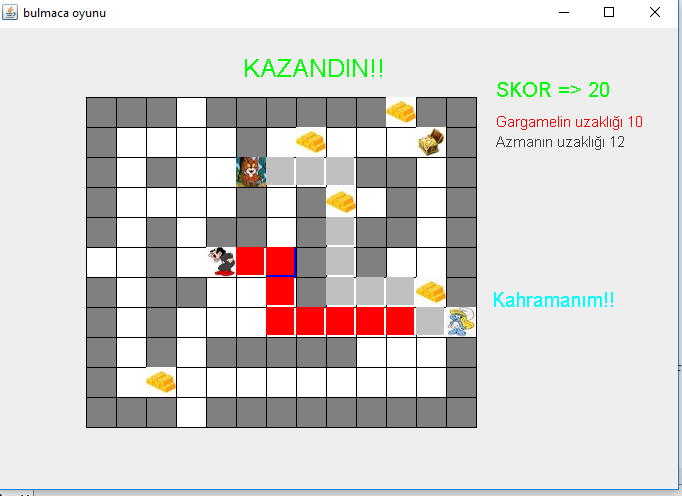 bulmaca oyunu
KAZANDIN!!
SKOR => 20
Gargamelin uzaklığı 10
Azmanın uzaklığı 12
Kahramanım!!